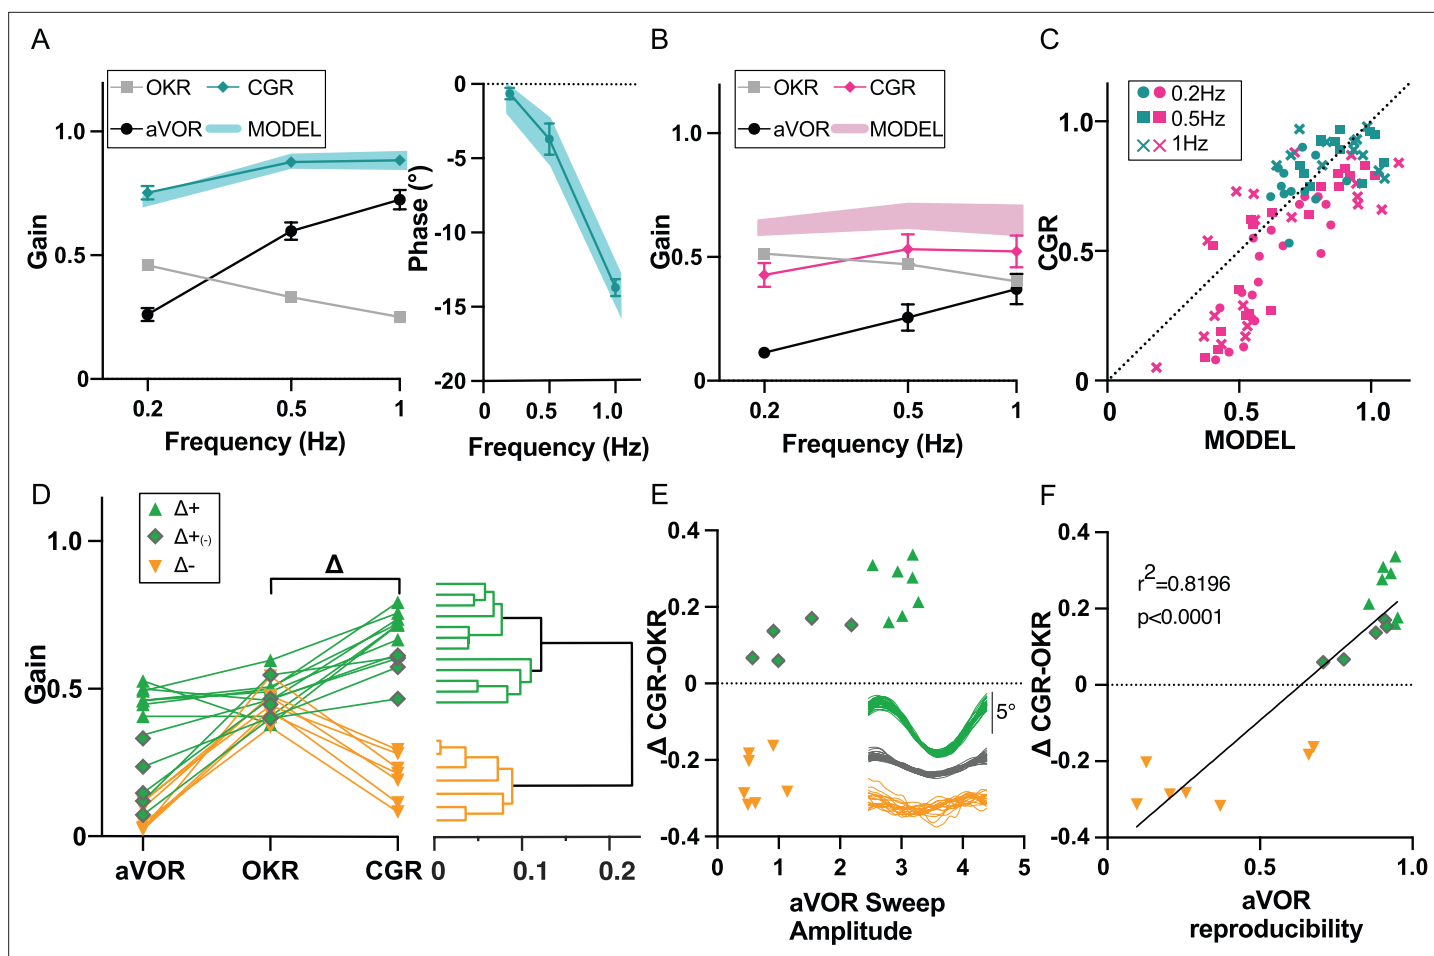 A
OKR
CGR
aVOR
MODEL
1.0
0.5
0
Gain
0.2
0.5
1
Frequency (Hz)
0
-5
-10
-15
-20
Phase (°)
0
0.5
1.0
Frequency (Hz)
B
OKR
CGR
aVOR
MODEL
1.0
0.5
0
Gain
0.2
0.5
1
Frequency (Hz)
C
0.2Hz
0.5Hz
1Hz
1.0
0.5
0
CGR
0
0.5
1.0
MODEL
D
Δ+
Δ+(-)
Δ-
Δ
1.0
0.5
0
Gain
aVOR
OKR
CGR
0
0.1
0.2
E
0.4
0.2
0
-0.2
-0.4
Δ CGR-OKR
5°
0
1
2
3
4
5
aVOR Sweep
Amplitude
F
r2=0.8196
p<0.0001
0.4
0.2
0
-0.2
-0.4
Δ CGR-OKR
0
0.5
1.0
aVOR
reproducibility